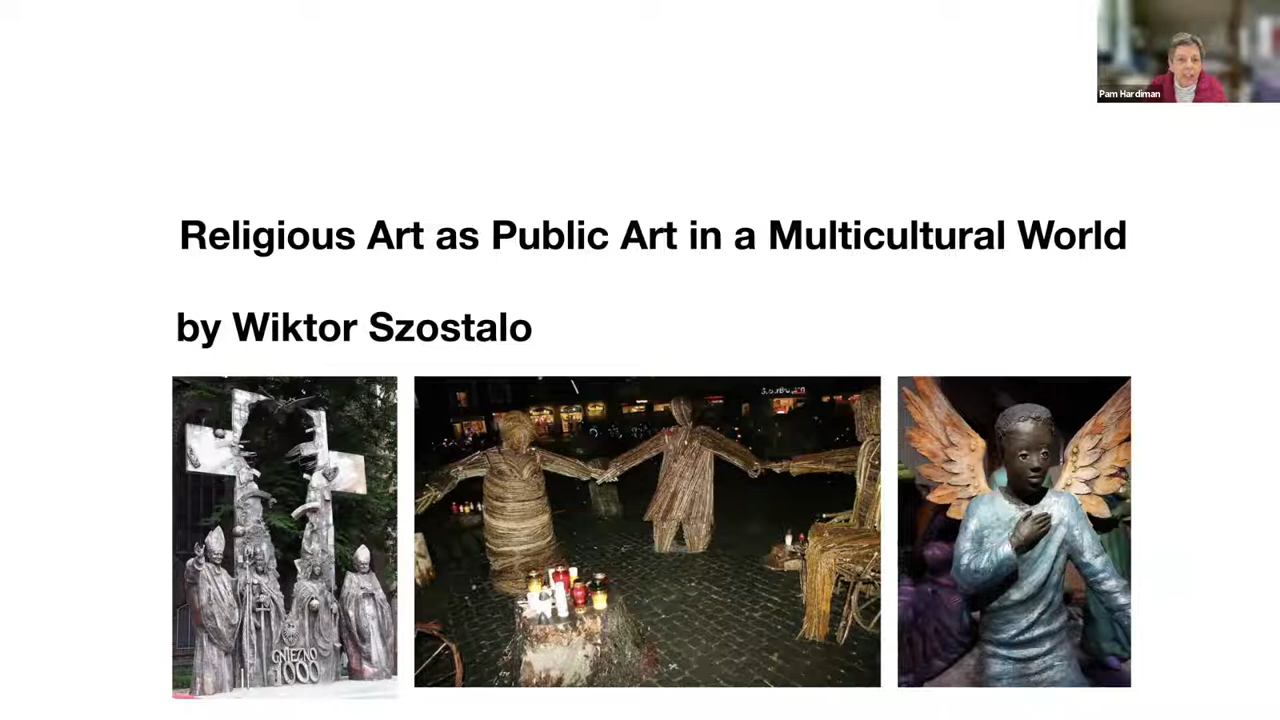 Pam Hardiman
Religious Art as Public Art in a Multicultural World
by Wiktor Szostalo
GNIEZNO
1000